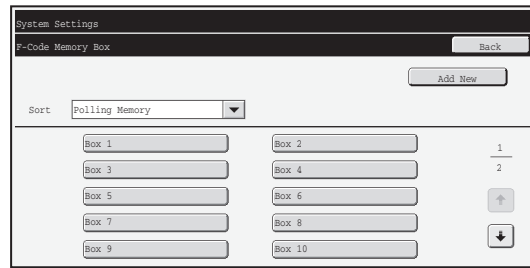 System Settings
F-Code Memory Box Back
Add New
Sort Polling Memory
Box 1 Box 2 1
Box 3 Box 4 2
Box 5 Box 6
Box 7 Box 8
Box 9 Box 10